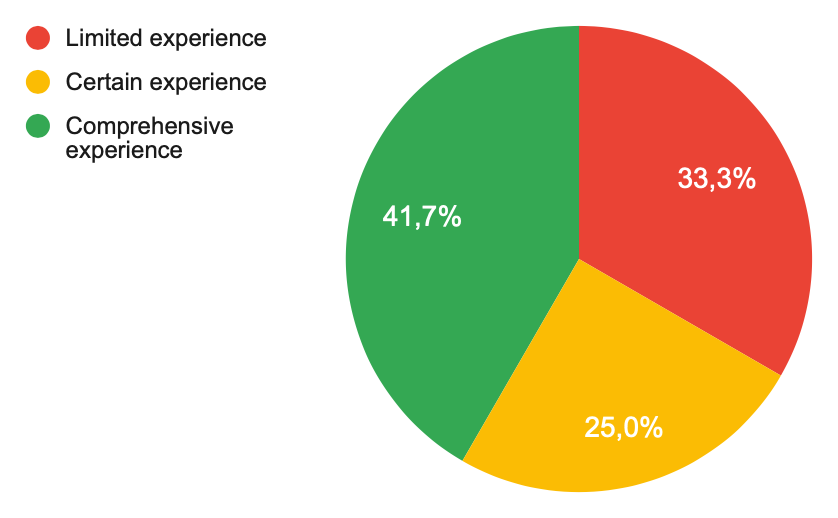 Limited experience
Certain experience
Comprehensive
experience
33,3%
41,7%
25,0%